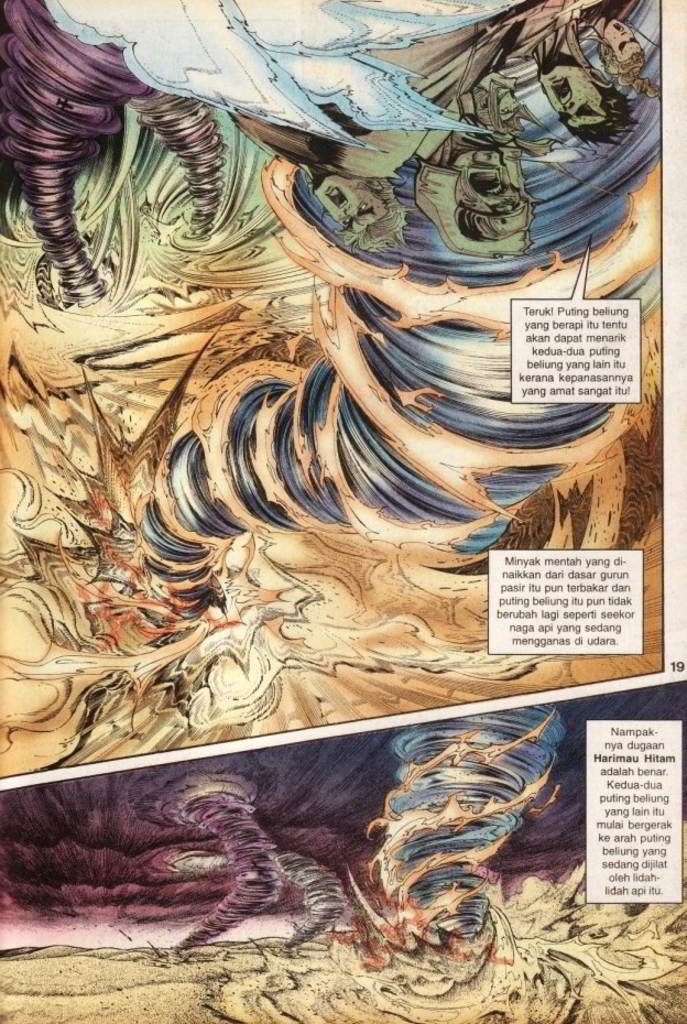 Teruk! Puting beliung
yang berapi itu tentu
akan dapat menarik
kedua-dua puting
beliung yang lain itu
kerana kepanasannya
yang amat sangat itu!
Minyak mentah yang di-
naikkan dari dasar gurun
pasir itu pun terbakar dan
puting beliung itu pun tidak
berubah lagi seperti seekor
naga api yang sedang
mengganas di udara.
19
Nampak-
nya dugaan
Harimau Hitam
adalah benar.
Kedua-dua
puting beliung
yang lain itu
mulai bergerak
ke arah puting
beliung yang
sedang dijilat
oleh lidah-
lidah api itu.